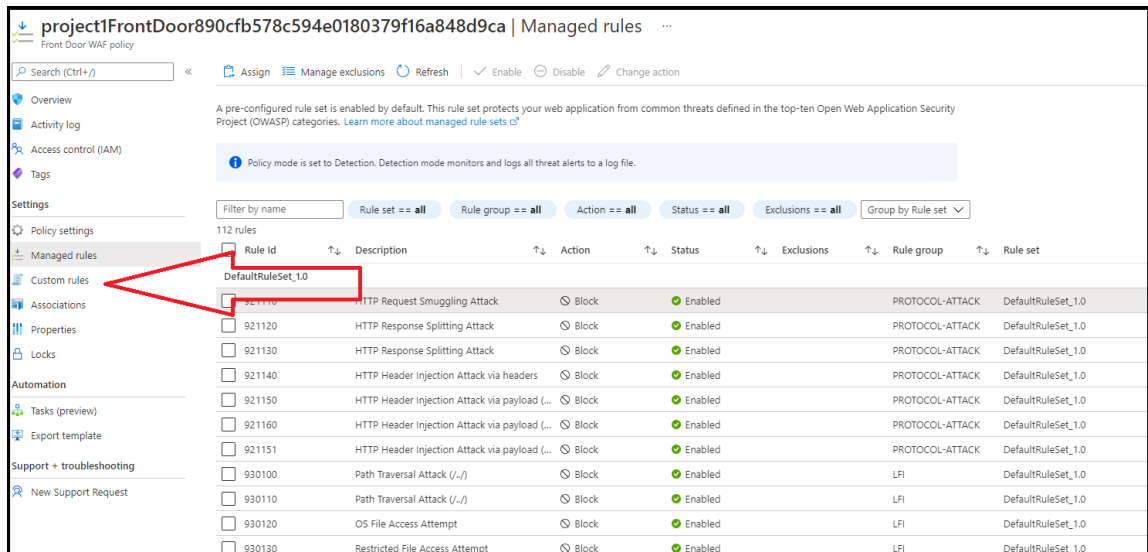 project1FrontDoor890cfb578c594e0180379f16a848d9ca | Managed rules ...
Front Door WAF policy
Search (Ctrl+/) «
Assign Manage exclusions Refresh Enable Disable Change action
Overview
Activity log
Access control (IAM)
Tags
Settings
Policy settings
Managed rules
Custom rules
Associations
Properties
Locks
Automation
Tasks (preview)
Export template
Support + troubleshooting
New Support Request
A pre-configured rule set is enabled by default. This rule set protects your web application from common threats defined in the top-ten Open Web Application Security
Project (OWASP) categories. Learn more about managed rule sets
Policy mode is set to Detection. Detection mode monitors and logs all threat alerts to a log file.
Filter by name Rule set == all Rule group == all Action == all Status == all Exclusions == all Group by Rule set
112 rules
Rule Id Description Action Status Exclusions Rule group Rule set
DefaultRuleSet_1.0
921110 HTTP Request Smuggling Attack Block Enabled PROTOCOL-ATTACK DefaultRuleSet_1.0
921120 HTTP Response Splitting Attack Block Enabled PROTOCOL-ATTACK DefaultRuleSet_1.0
921130 HTTP Response Splitting Attack Block Enabled PROTOCOL-ATTACK DefaultRuleSet_1.0
921140 HTTP Header Injection Attack via headers Block Enabled PROTOCOL-ATTACK DefaultRuleSet_1.0
921150 HTTP Header Injection Attack via payload (... Block Enabled PROTOCOL-ATTACK DefaultRuleSet_1.0
921160 HTTP Header Injection Attack via payload (... Block Enabled PROTOCOL-ATTACK DefaultRuleSet_1.0
921151 HTTP Header Injection Attack via payload (... Block Enabled PROTOCOL-ATTACK DefaultRuleSet_1.0
930100 Path Traversal Attack (/../) Block Enabled LFI DefaultRuleSet_1.0
930110 Path Traversal Attack (/../) Block Enabled LFI DefaultRuleSet_1.0
930120 OS File Access Attempt Block Enabled LFI DefaultRuleSet_1.0
930130 Restricted File Access Attempt Block Enabled LFI DefaultRuleSet_1.0